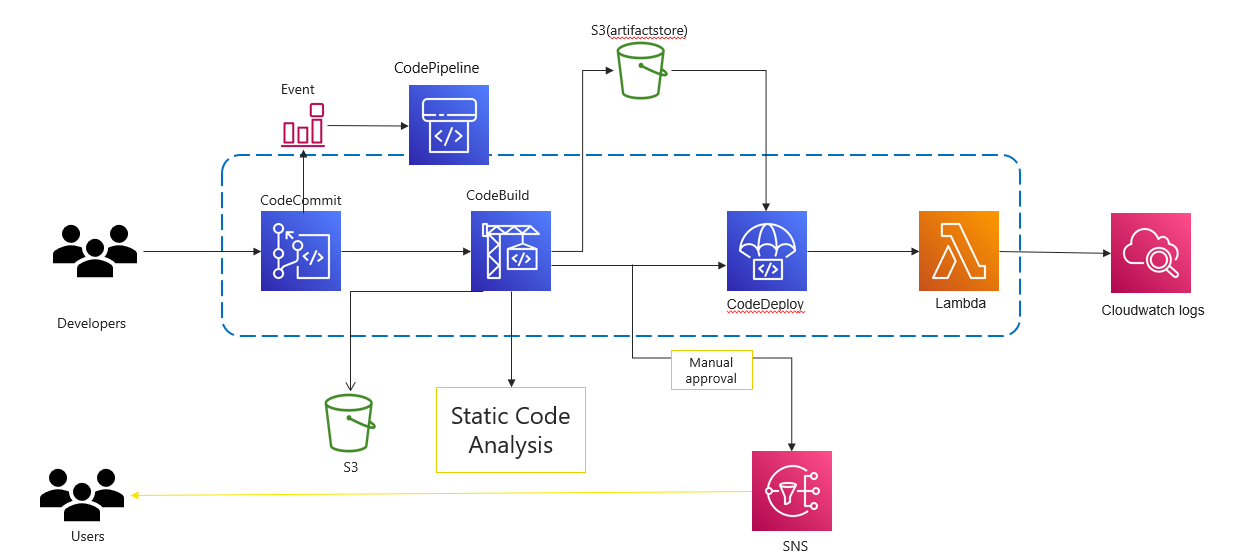 S3(artifactstore)
CodePipeline
Event
CodeCommit
CodeBuild
Developers
CodeDeploy
Lambda
Cloudwatch logs
Manual
approval
Static Code
Analysis
S3
Users
SNS